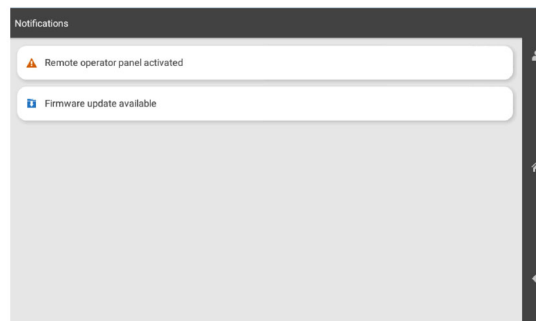 Notifications
Remote operator panel activated
Firmware update available